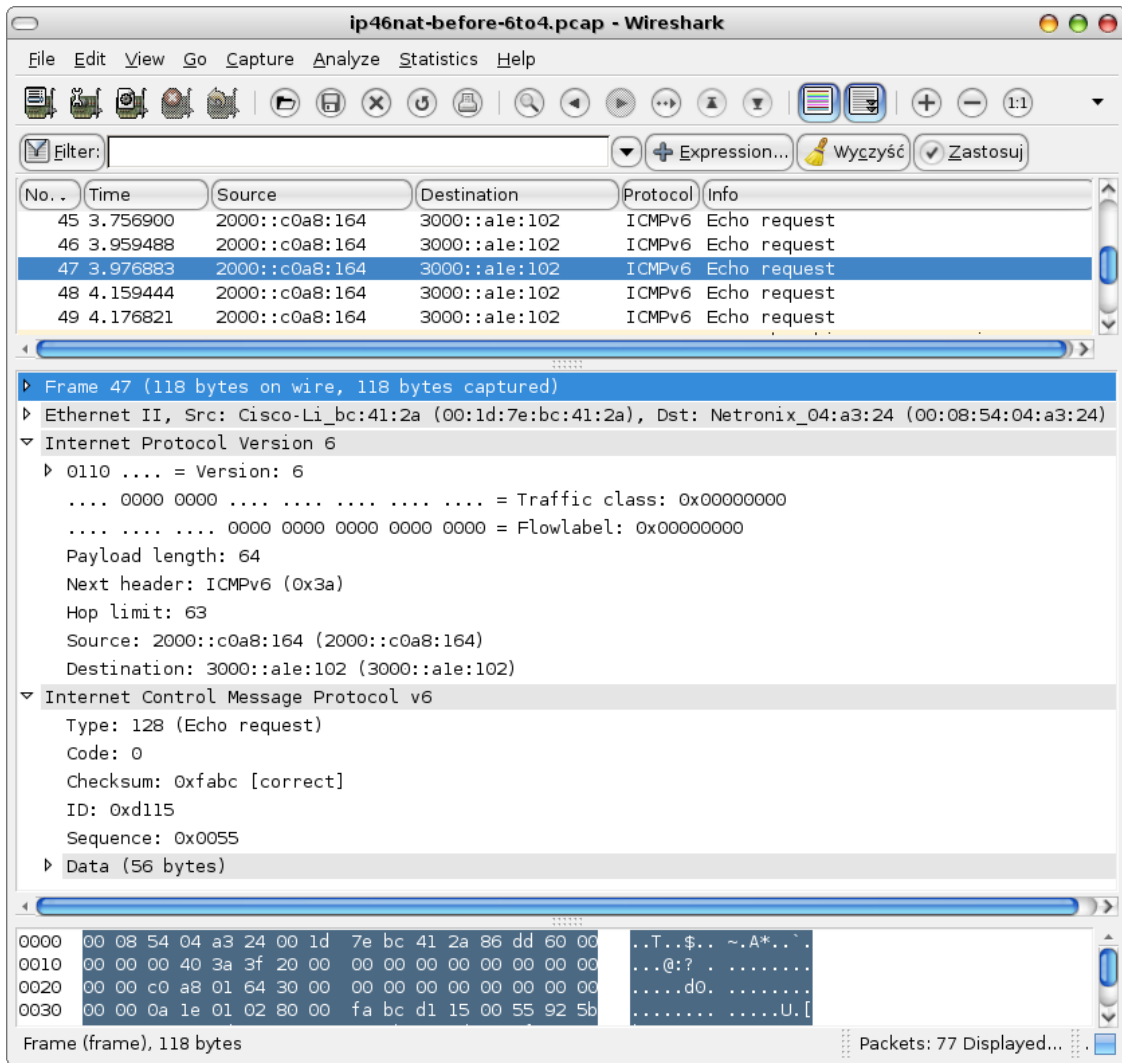 ip46nat-before-6to4.pcap - Wireshark
File Edit View Go Capture Analyze Statistics Help
Filter: Expression... Wyczyść Zastosuj
No. . Time Source Destination Protocol Info
45 3.756900 2000::c0a8:164 3000::a1e:102 ICMPv6 Echo request
46 3.959488 2000::c0a8:164 3000::a1e:102 ICMPv6 Echo request
47 3.976883 2000::c0a8:164 3000::a1e:102 ICMPv6 Echo request
48 4.159444 2000::c0a8:164 3000::a1e:102 ICMPv6 Echo request
49 4.176821 2000::c0a8:164 3000::a1e:102 ICMPv6 Echo request
Frame 47 (118 bytes on wire, 118 bytes captured)
Ethernet II, Src: Cisco-Li_bc:41:2a (00:1d:7e:bc:41:2a), Dst: Netronix_04:a3:24 (00:08:54:04:a3:24)
Internet Protocol Version 6
0110 .... = Version: 6
.... 0000 0000 .... .... .... .... .... = Traffic class: 0x00000000
.... .... .... 0000 0000 0000 0000 0000 = Flowlabel: 0x00000000
Payload length: 64
Next header: ICMPv6 (0x3a)
Hop limit: 63
Source: 2000::c0a8:164 (2000::c0a8:164)
Destination: 3000::a1e:102 (3000::a1e:102)
Internet Control Message Protocol v6
Type: 128 (Echo request)
Code: 0
Checksum: 0xfabc [correct]
ID: 0xd115
Sequence: 0x0055
Data (56 bytes)
0000 00 08 54 04 a3 24 00 1d 7e bc 41 2a 86 dd 60 00 ..T..$.. ~.A*..`.
0010 00 00 00 40 3a 3f 20 00 00 00 00 00 00 00 00 00 ...@:? . ........
0020 00 00 c0 a8 01 64 30 00 00 00 00 00 00 00 00 00 .....d0. ........
0030 00 00 0a 1e 01 02 80 00 fa bc d1 15 00 55 92 5b ........ .....U.[
Frame (frame), 118 bytes Packets: 77 Displayed... .